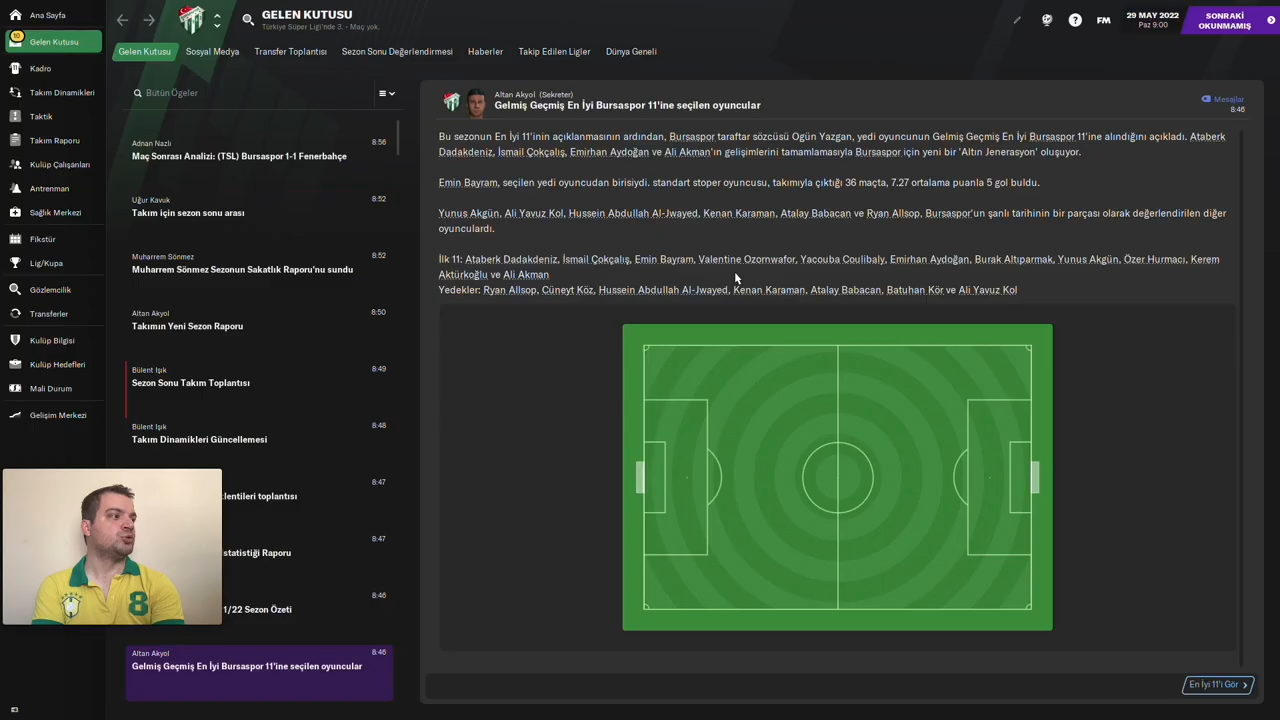 Ana Sayfa
10
Gelen Kutusu
Kadro
Takım Dinamikleri
Taktik
Takım Raporu
Kulüp Çalışanları
Antrenman
Sağlık Merkezi
Fikstür
Lig/Kupa
Gözlemcilik
Transferler
Kulüp Bilgisi
Kulüp Hedefleri
Mali Durum
Gelişim Merkezi
GELEN KUTUSU
Türkiye Süper Ligi'nde 3. - Maç yok.
FM
29 MAY 2022
Paz 9:00
SONRAKİ
OKUNMAMIŞ
Gelen Kutusu
Sosyal Medya
Transfer Toplantısı
Sezon Sonu Değerlendirmesi
Haberler
Takip Edilen Ligler
Dünya Geneli
Bütün Ögeler
Adnan Nazlı
8:56
Maç Sonrası Analizi: (TSL) Bursaspor 1-1 Fenerbahçe
Uğur Kavuk
8:52
Takım için sezon sonu arası
Muharrem Sönmez
8:52
Muharrem Sönmez Sezonun Sakatlık Raporu'nu sundu
Altan Akyol
8:50
Takımın Yeni Sezon Raporu
Bülent Işık
8:49
Sezon Sonu Takım Toplantısı
Bülent Işık
8:48
Takım Dinamikleri Güncellemesi
8:47
lentileri toplantısı
8:47
statistiği Raporu
8:46
1/22 Sezon Özeti
Altan Akyol
8:46
Gelmiş Geçmiş En İyi Bursaspor 11'ine seçilen oyuncular
Altan Akyol (Sekreter)
Gelmiş Geçmiş En İyi Bursaspor 11'ine seçilen oyuncular
Mesajlar
8:46
Bu sezonun En İyi 11'inin açıklanmasının ardından, Bursaspor taraftar sözcüsü Ogün Yazgan, yedi oyuncunun Gelmiş Geçmiş En İyi Bursaspor 11'ine alındığını açıkladı. Ataberk
Dadakdeniz, İsmail Çokçalış, Emirhan Aydoğan ve Ali Akman'ın gelişimlerini tamamlamasıyla Bursaspor için yeni bir 'Altın Jenerasyon' oluşuyor.
Emin Bayram, seçilen yedi oyuncudan birisiydi. standart stoper oyuncusu, takımıyla çıktığı 36 maçta, 7.27 ortalama puanla 5 gol buldu.
Yunus Akgün, Ali Yavuz Kol, Hussein Abdullah Al-Jwayed, Kenan Karaman, Atalay Babacan ve Ryan Allsop, Bursaspor'un şanlı tarihinin bir parçası olarak değerlendirilen diğer
oyunculardı.
İlk 11: Ataberk Dadakdeniz, İsmail Çokçalış, Emin Bayram, Valentine Ozornwafor, Yacouba Coulibaly, Emirhan Aydoğan, Burak Altıparmak, Yunus Akgün, Özer Hurmacı, Kerem
Aktürkoğlu ve Ali Akman
Yedekler: Ryan Allsop, Cüneyt Köz, Hussein Abdullah Al-Jwayed, Kenan Karaman, Atalay Babacan, Batuhan Kör ve Ali Yavuz Kol
En İyi 11'i Gör
8